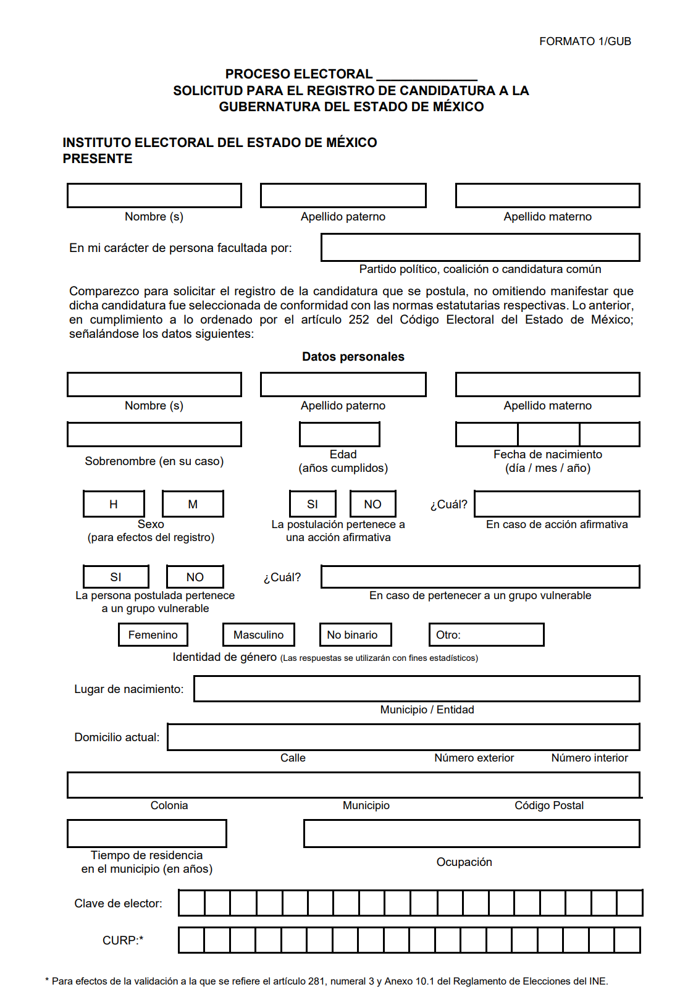 FORMATO 1/GUB
PROCESO ELECTORAL ______________
SOLICITUD PARA EL REGISTRO DE CANDIDATURA A LA
GUBERNATURA DEL ESTADO DE MÉXICO
INSTITUTO ELECTORAL DEL ESTADO DE MÉXICO
PRESENTE
Nombre (s) Apellido paterno Apellido materno
En mi carácter de persona facultada por:
Partido político, coalición o candidatura común
Comparezco para solicitar el registro de la candidatura que se postula, no omitiendo manifestar que
dicha candidatura fue seleccionada de conformidad con las normas estatutarias respectivas. Lo anterior,
en cumplimiento a lo ordenado por el artículo 252 del Código Electoral del Estado de México;
señalándose los datos siguientes:
Datos personales
Nombre (s) Apellido paterno Apellido materno
Sobrenombre (en su caso) Edad Fecha de nacimiento
(años cumplidos) (día / mes / año)
H M SI NO ¿Cuál?
Sexo La postulación pertenece a En caso de acción afirmativa
(para efectos del registro) una acción afirmativa
SI NO ¿Cuál?
La persona postulada pertenece En caso de pertenecer a un grupo vulnerable
a un grupo vulnerable
Femenino Masculino No binario Otro:
Identidad de género (Las respuestas se utilizarán con fines estadísticos)
Lugar de nacimiento:
Municipio / Entidad
Domicilio actual:
Calle Número exterior Número interior
Colonia Municipio Código Postal
Tiempo de residencia
en el municipio (en años) Ocupación
Clave de elector:
CURP:*
* Para efectos de la validación a la que se refiere el artículo 281, numeral 3 y Anexo 10.1 del Reglamento de Elecciones del INE.